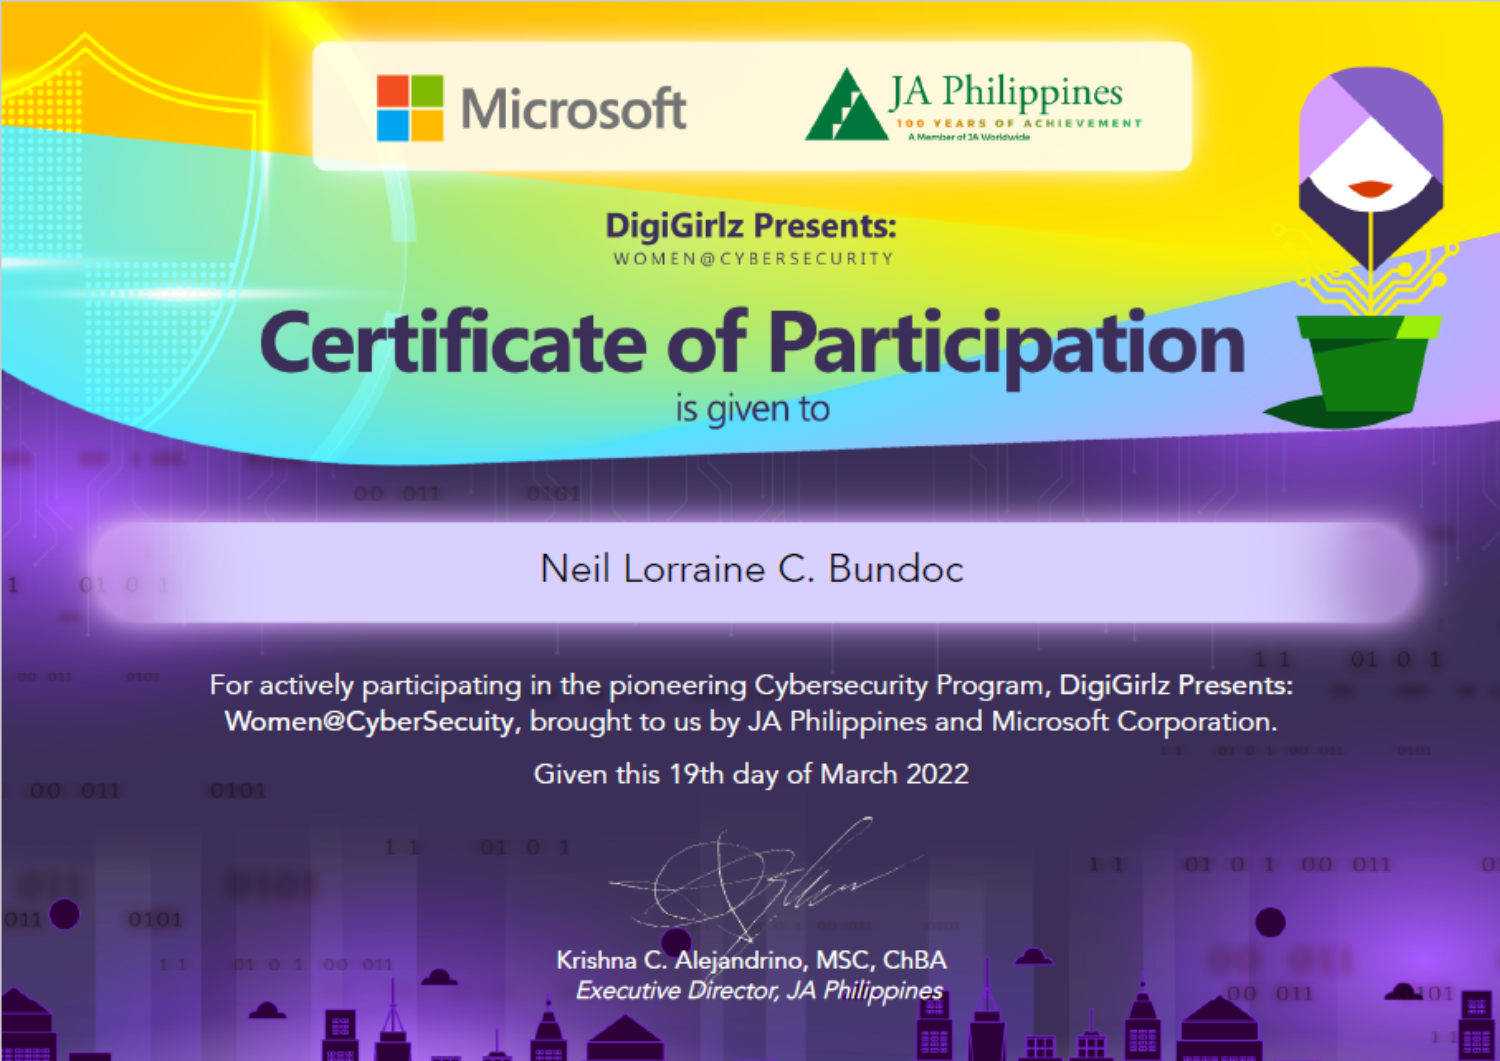 Microsoft
JA Philippines
100 YEARS OF ACHIEVEMENT
A Member of JA Worldwide
DigiGirlz Presents:
WOMEN@CYBERSECURITY
Certificate of Participation
is given to
Neil Lorraine C. Bundoc
For actively participating in the pioneering Cybersecurity Program, DigiGirlz Presents:
Women@CyberSecuity, brought to us by JA Philippines and Microsoft Corporation.
Given this 19th day of March 2022
Krishna C. Alejandrino, MSC, ChBA
Executive Director, JA Philippines